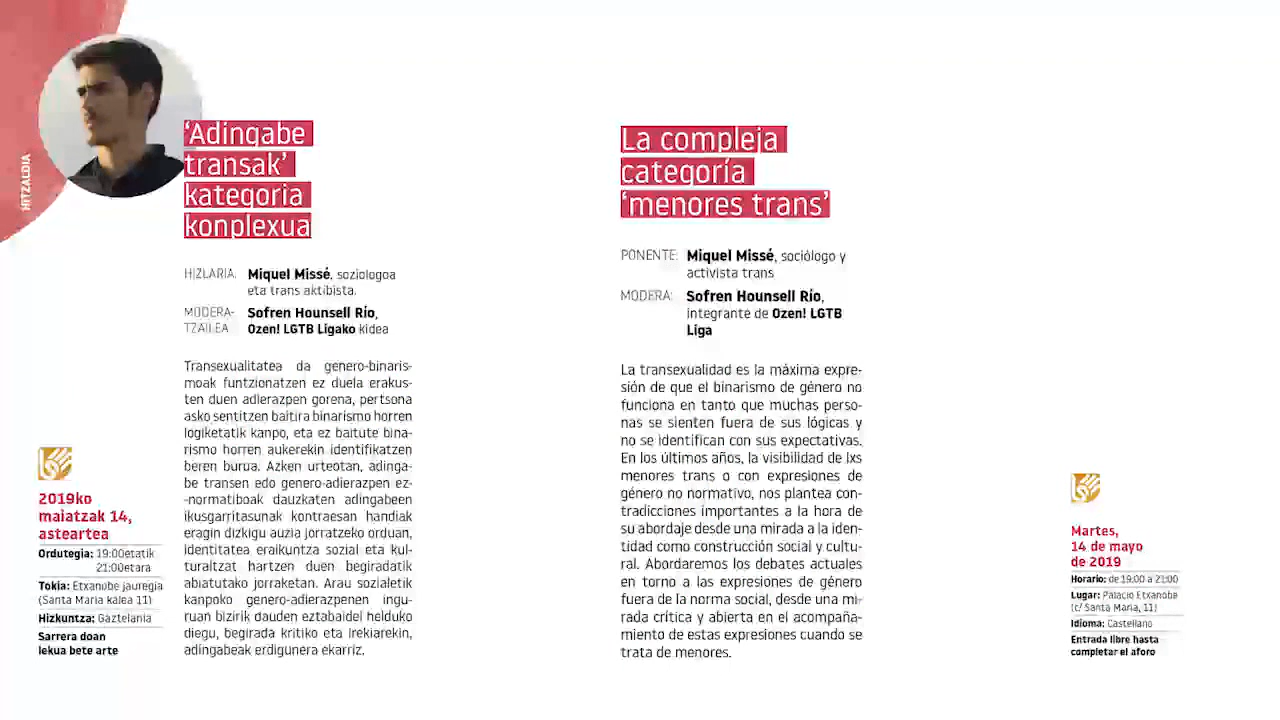 HITZALDIA
‘Adingabe
transak’
kategoria
konplexua
HIZLARIA: Miquel Missé, soziologoa
eta trans aktibista.
MODERA- Sofren Hounsell Río,
TZAILEA: Ozen! LGTB Ligako kidea
Transexualitatea da genero-binaris-
moak funtzionatzen ez duela erakus-
ten duen adierazpen gorena, pertsona
asko sentitzen baitira binarismo horren
logiketatik kanpo, eta ez baitute bina-
rismo horren aukerekin identifikatzen
beren burua. Azken urteotan, adinga-
be transen edo genero-adierazpen ez-
-normatiboak dauzkaten adingabeen
ikusgarritasunak kontraesan handiak
eragin dizkigu auzia jorratzeko orduan,
identitatea eraikuntza sozial eta kul-
turaltzat hartzen duen begiradatik
abiatutako jorraketan. Arau sozialetik
kanpoko genero-adierazpenen ingu-
ruan bizirik dauden eztabaidei helduko
diegu, begirada kritiko eta irekiarekin,
adingabeak erdigunera ekarriz.
2019ko
maiatzak 14,
asteartea
Ordutegia: 19:00etatik
21:00etara
Tokia: Etxanobe jauregia
(Santa Maria kalea 11)
Hizkuntza: Gaztelania
Sarrera doan
lekua bete arte
La compleja
categoría
‘menores trans’
PONENTE: Miquel Missé, sociólogo y
activista trans
MODERA: Sofren Hounsell Río,
integrante de Ozen! LGTB
Liga
La transexualidad es la máxima expre-
sión de que el binarismo de género no
funciona en tanto que muchas perso-
nas se sienten fuera de sus lógicas y
no se identifican con sus expectativas.
En los últimos años, la visibilidad de lxs
menores trans o con expresiones de
género no normativo, nos plantea con-
tradicciones importantes a la hora de
su abordaje desde una mirada a la iden-
tidad como construcción social y cultu-
ral. Abordaremos los debates actuales
en torno a las expresiones de género
fuera de la norma social, desde una mi-
rada crítica y abierta en el acompaña-
miento de estas expresiones cuando se
trata de menores.
Martes,
14 de mayo
de 2019
Horario: de 19:00 a 21:00
Lugar: Palacio Etxanobe
(c/ Santa María, 11)
Idioma: Castellano
Entrada libre hasta
completar el aforo